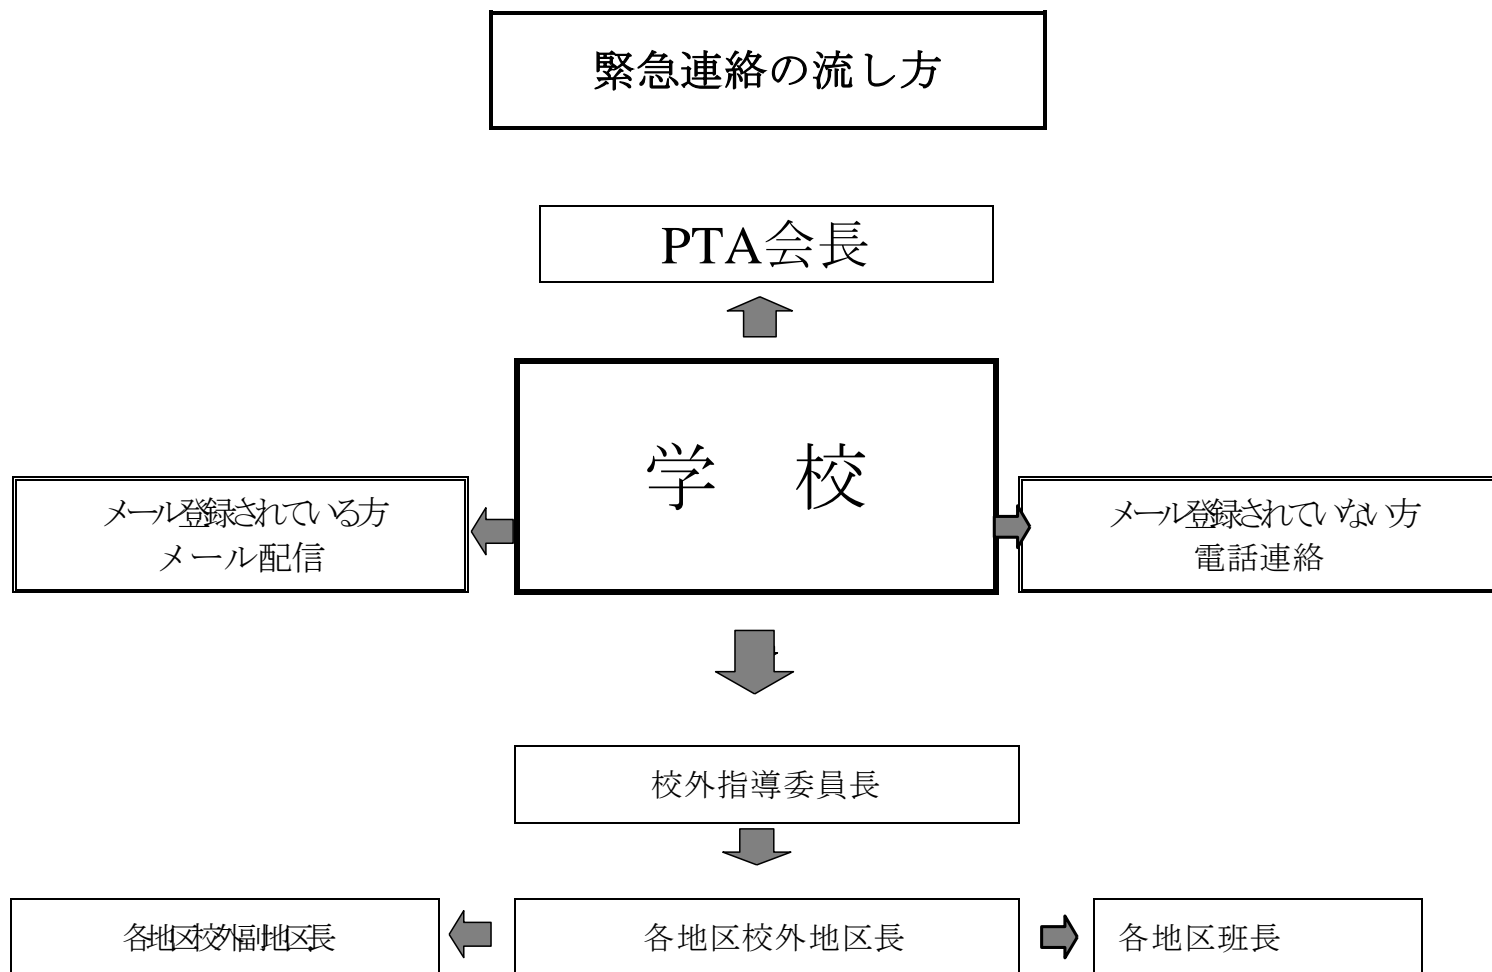 緊急連絡の流し方
PTA会長
学　校
メール登録されている方
メール配信
メール登録されていない方
電話連絡
校外指導委員長
各地区校外副地区長
各地区校外地区長
各地区班長